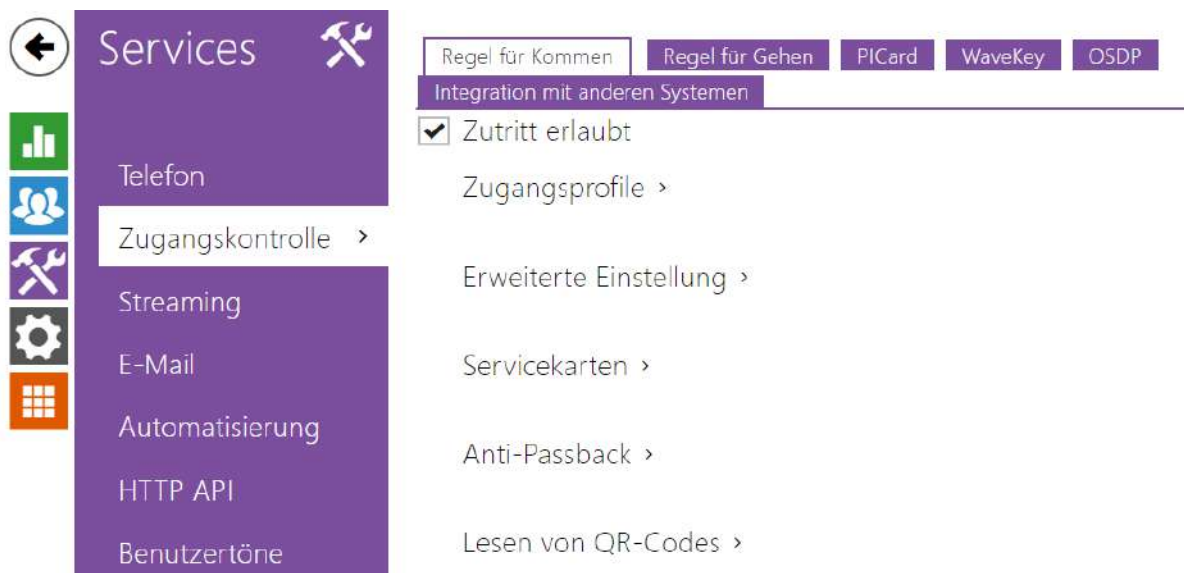 Services
Telefon
Zugangskontrolle >
Streaming
E-Mail
Automatisierung
HTTP API
Benutzertöne
Regel für Kommen Regel für Gehen PICard WaveKey OSDP
Integration mit anderen Systemen
Zutritt erlaubt
Zugangsprofile >
Erweiterte Einstellung >
Servicekarten >
Anti-Passback >
Lesen von QR-Codes >